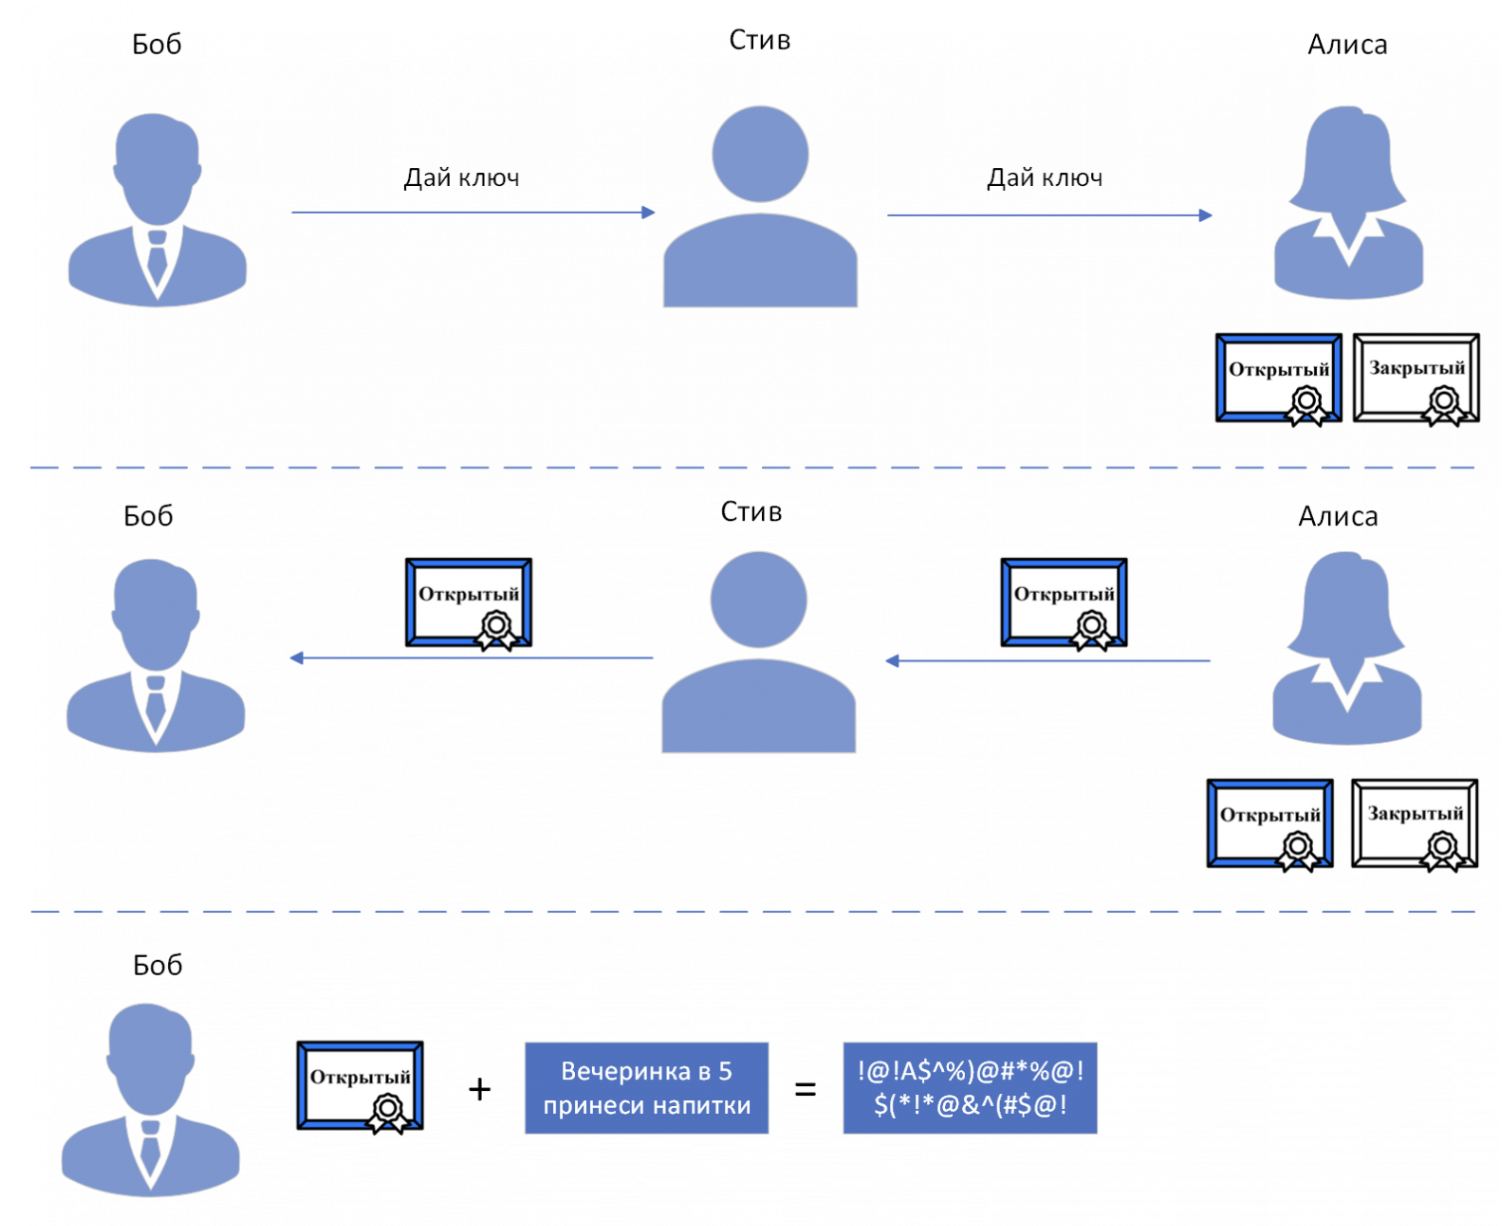 Боб
Стив
Алиса
Дай ключ
Дай ключ
Открытый
Закрытый
Боб
Стив
Алиса
Открытый
Открытый
Открытый
Закрытый
Боб
Открытый
+
Вечеринка в 5
принеси напитки
=
!@!A$^%)@#*%@!
$(*!*@&^(#$@!